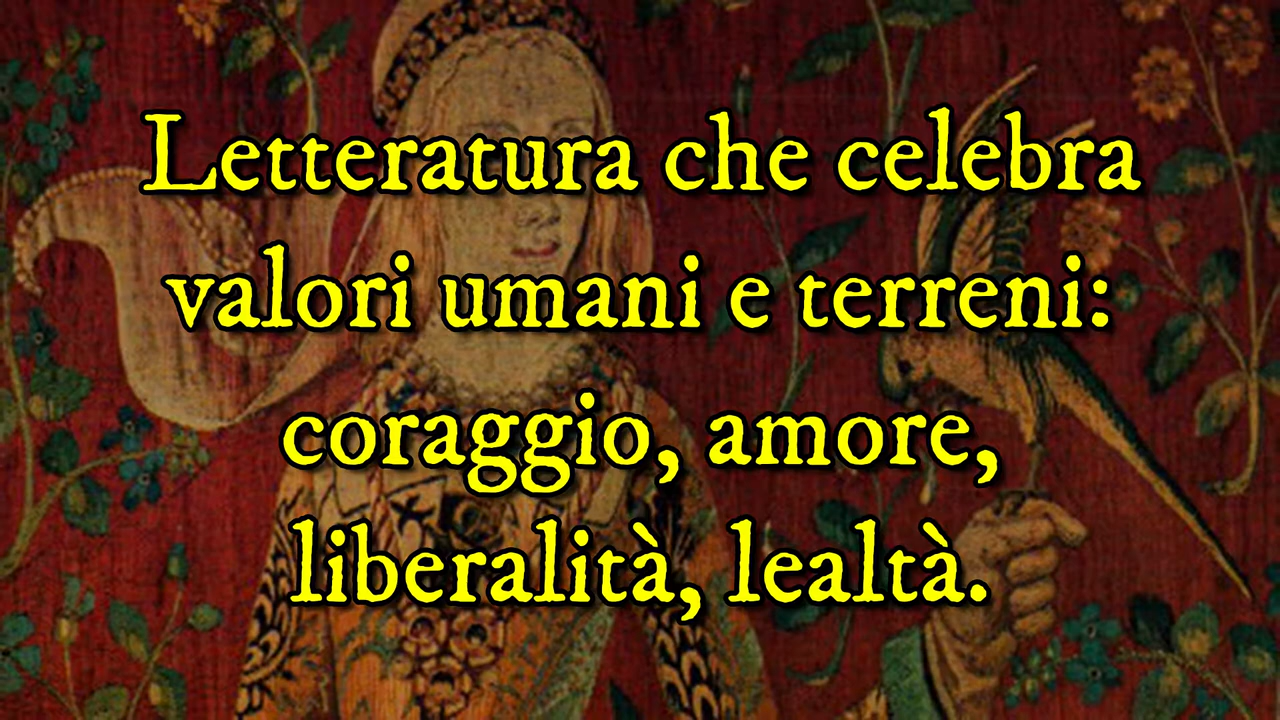 Letteratura che celebra
valori umani e terreni:
coraggio, amore,
liberalità, lealtà.